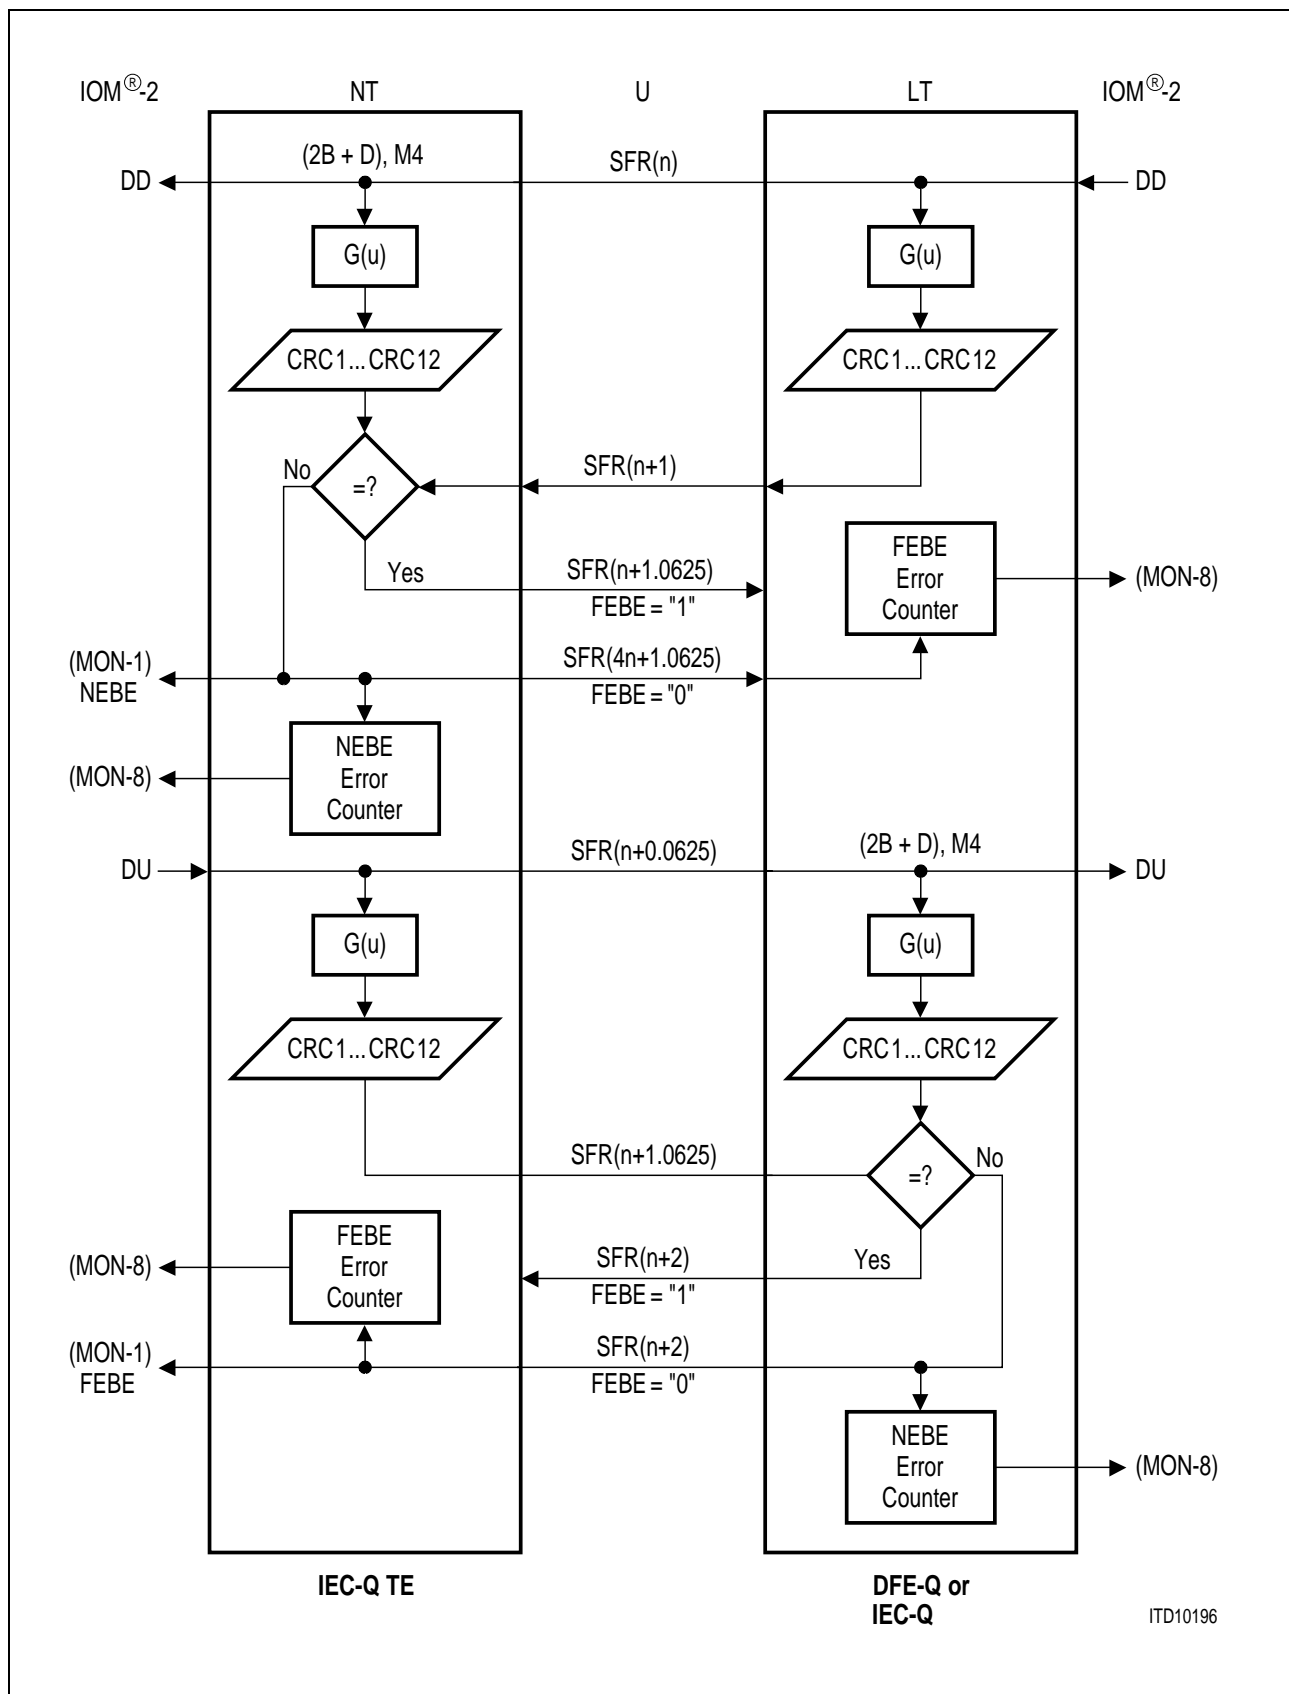 IOM®-2 NT U LT IOM®-2
(2B + D), M4 SFR(n)
DD DD
G(u) G(u)
CRC1...CRC12 CRC1...CRC12
No =? SFR(n+1)
Yes SFR(n+1.0625)
FEBE = "1"
FEBE
Error
Counter
(MON-8)
(MON-1)
NEBE
SFR(4n+1.0625)
FEBE = "0"
NEBE
Error
Counter
(MON-8)
DU SFR(n+0.0625) (2B + D), M4 DU
G(u) G(u)
CRC1...CRC12 CRC1...CRC12
SFR(n+1.0625) =? No
FEBE
Error
Counter
(MON-8)
SFR(n+2) Yes
FEBE = "1"
(MON-1)
FEBE
SFR(n+2)
FEBE = "0"
NEBE
Error
Counter
(MON-8)
IEC-Q TE
DFE-Q or
IEC-Q
ITD10196